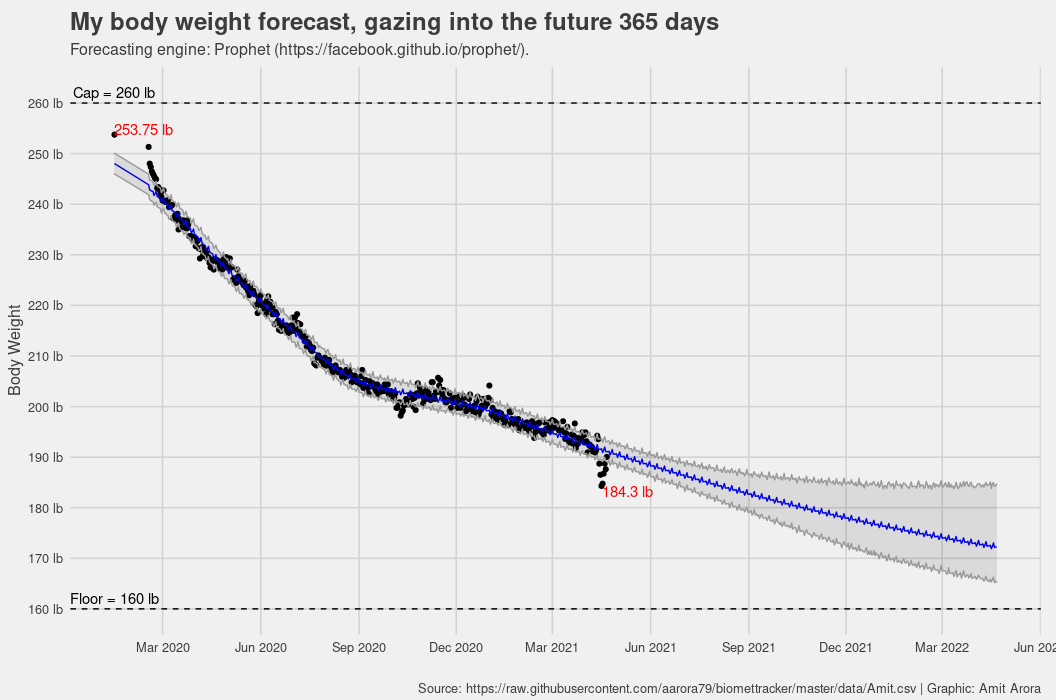 My body weight forecast, gazing into the future 365 days
Forecasting engine: Prophet (https://facebook.github.io/prophet/).
Cap = 260 lb
260 lb
253.75 lb
250 lb
240 lb
230 lb
220 lb
210 lb
200 lb
190 lb
184.3 lb
180 lb
170 lb
Floor = 160 lb
160 lb
Body Weight
Mar 2020 Jun 2020 Sep 2020 Dec 2020 Mar 2021 Jun 2021 Sep 2021 Dec 2021 Mar 2022 Jun 202
Source: https://raw.githubusercontent.com/aarora79/biomettracker/master/data/Amit.csv | Graphic: Amit Arora